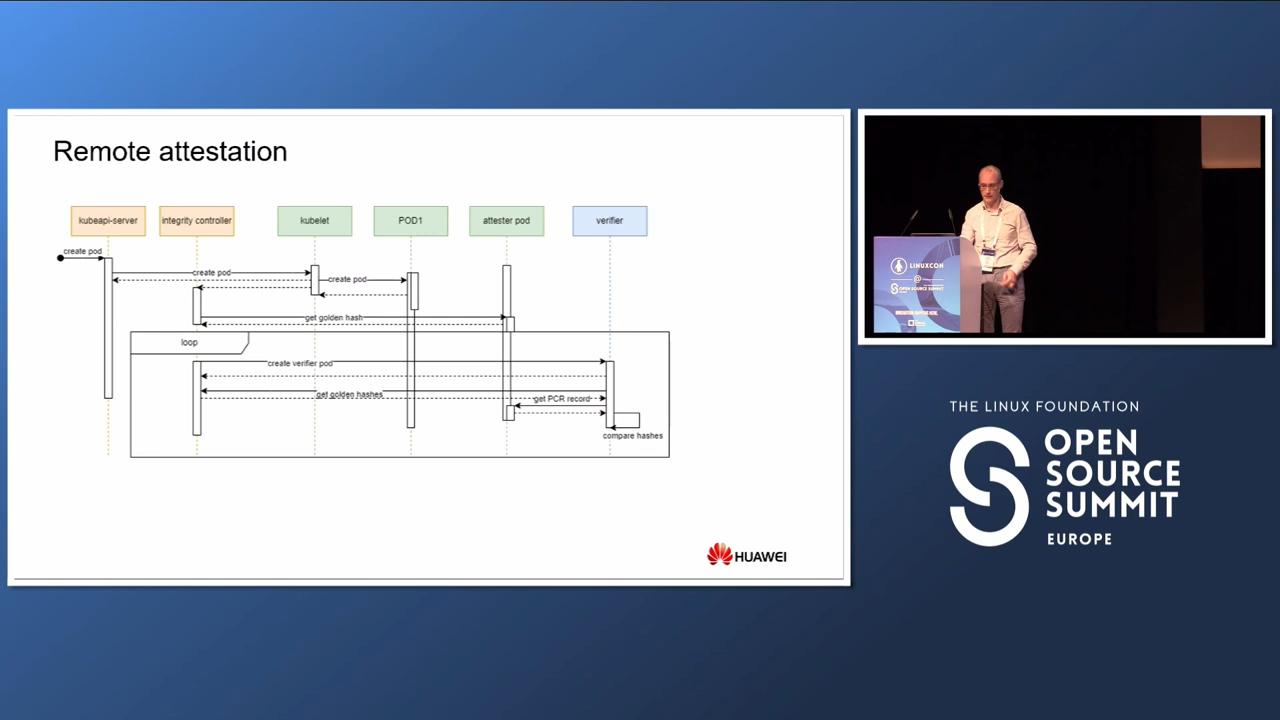 Remote attestation
kubeapi-server
integrity controller
kubelet
POD1
attester pod
verifier
create pod
create pod
create pod
get golden hash
loop
create verifier pod
get golden hashes
get PCR record
compare hashes
HUAWEI
LINUXCON
@
OPEN SOURCE SUMMIT
THE LINUX FOUNDATION
OPEN
SOURCE
SUMMIT
EUROPE